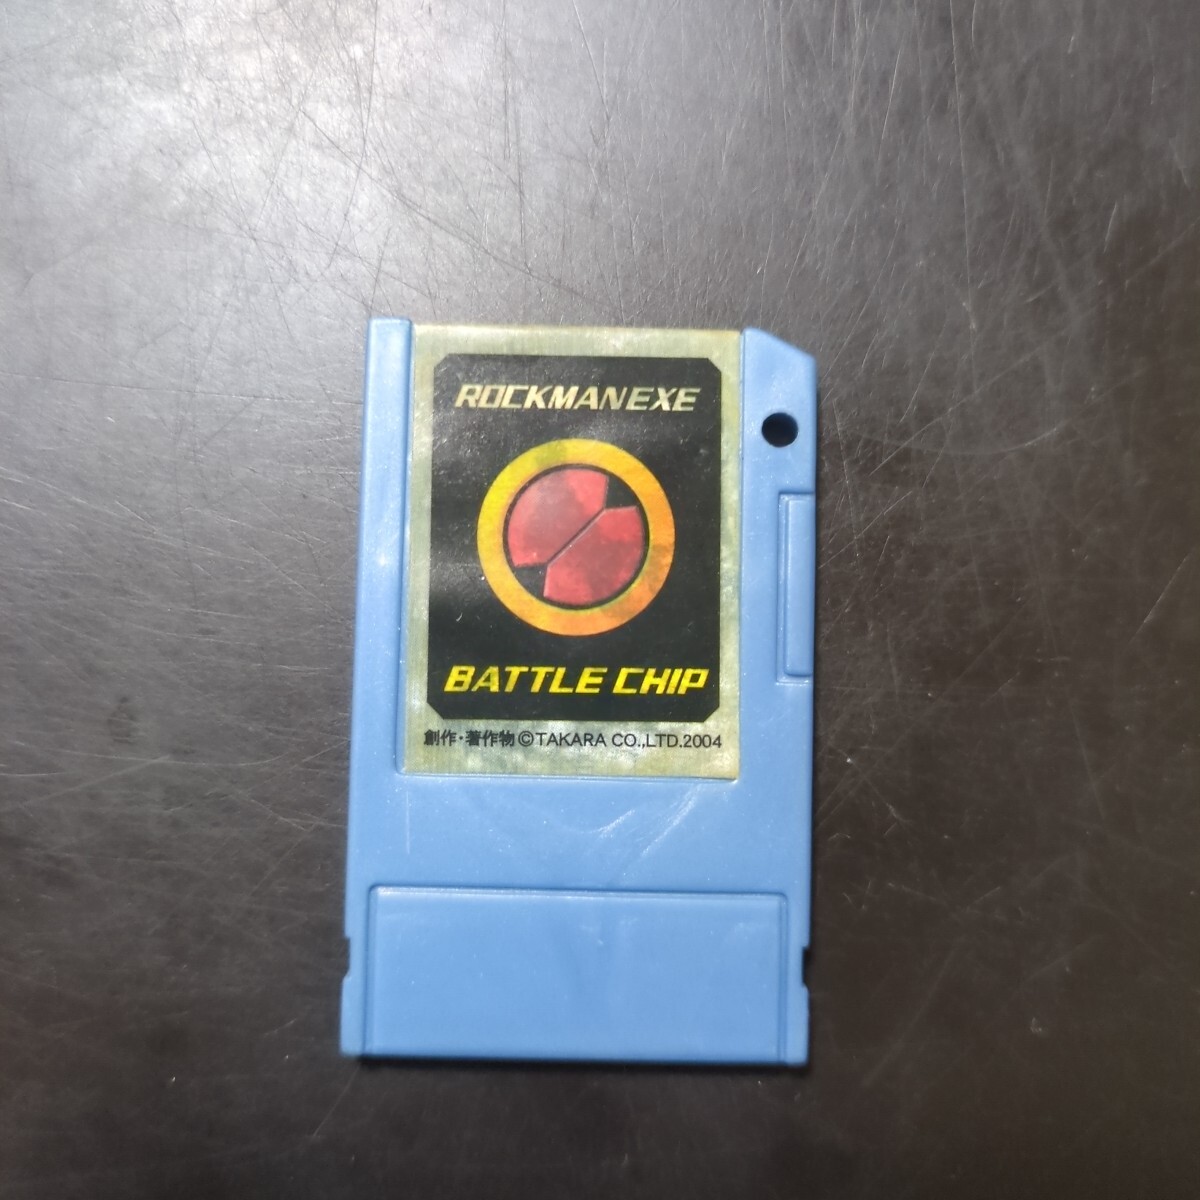 ROCKMANEXE
BATTLE CHIP
創作・著作物©TAKARA CO.,LTD.2004